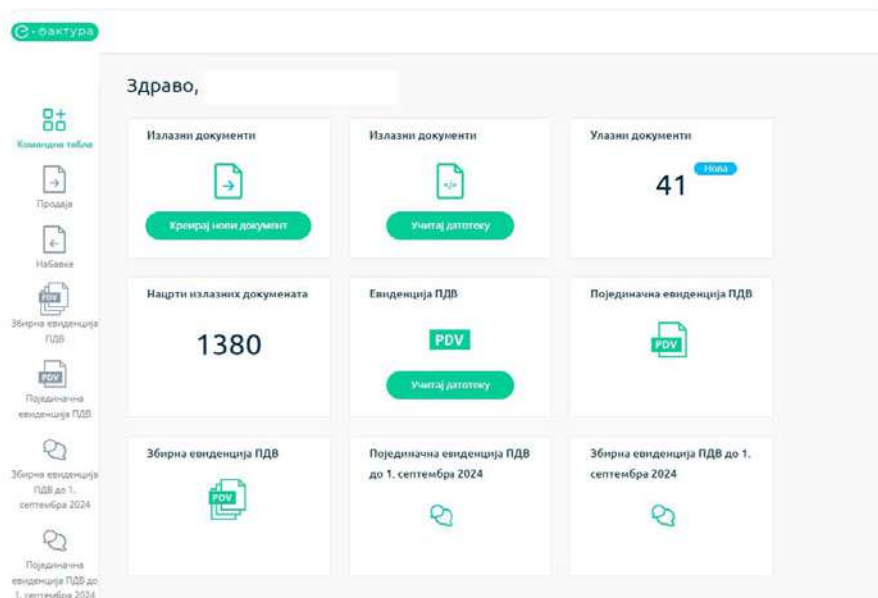 е-фактура
Здраво,
Командна табла
Продаја
Набавке
Збирна евиденција
ПДВ
Појединачна
евиденција ПДВ
Збирна евиденција
ПДВ до 1.
септембра 2024
Појединачна
евиденција ПДВ до
1. септембра 2024
Излазни документи
Креирај нови документ
Излазни документи
</>
Учитај датотеку
Улазни документи
41
Нова
Нацрти излазних докумената
1380
Евиденција ПДВ
PDV
Учитај датотеку
Појединачна евиденција ПДВ
PDV
Збирна евиденција ПДВ
PDV
Појединачна евиденција ПДВ
до 1. септембра 2024
Збирна евиденција ПДВ до 1.
септембра 2024
PDV
PDV